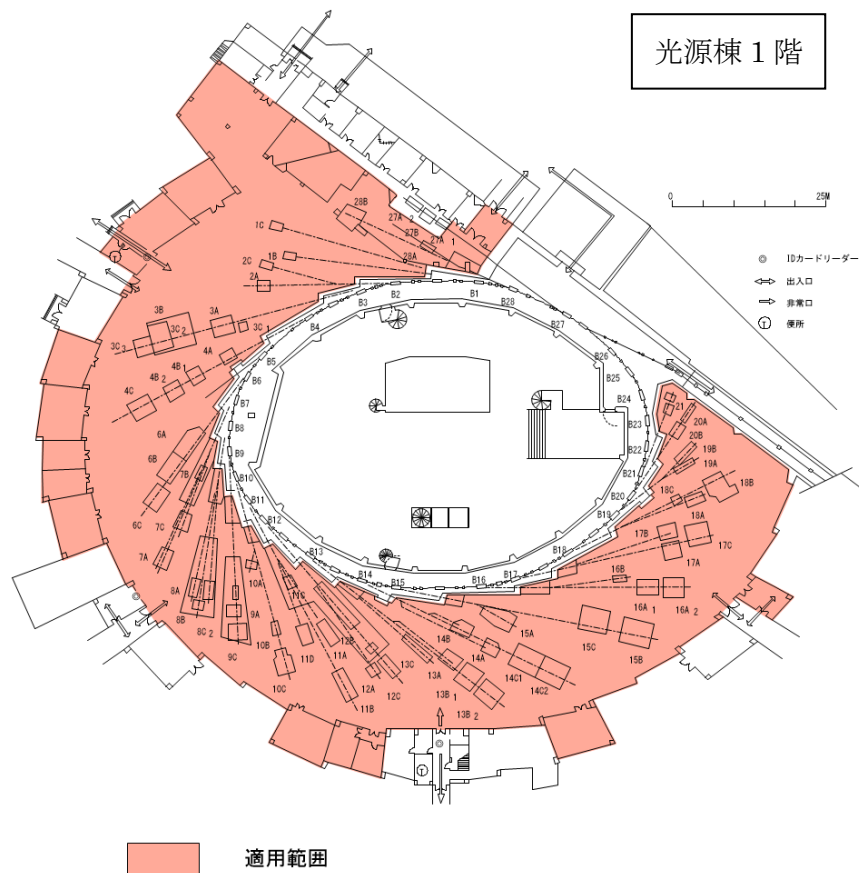 光源棟１階
0 25M
IDカードリーダー
出入口
非常口
便所
28B
27A 2
27B
27A 1
28A
1C
1B
2C
2A
3B
3A
3C 2
3C 1
3C 3
4A
4B 1
4B 2
4C
6A
6B
6C
7B
7C
7A
8A
8B
8C 2
9A
9C
10A
10B
10C
11C
11D
11A
11B
12B
12A
12C
13C
13A
13B 1
13B 2
14B
14A
14C1
14C2
15A
15C
15B
16B
16A 1
16A 2
17B
17A
17C
18C
18A
18B
19A
19B
20B
20A
21
B1
B2
B3
B4
B5
B6
B7
B8
B9
B10
B11
B12
B13
B14
B15
B16
B17
B18
B19
B20
B21
B22
B23
B24
B25
B26
B27
B28
適用範囲